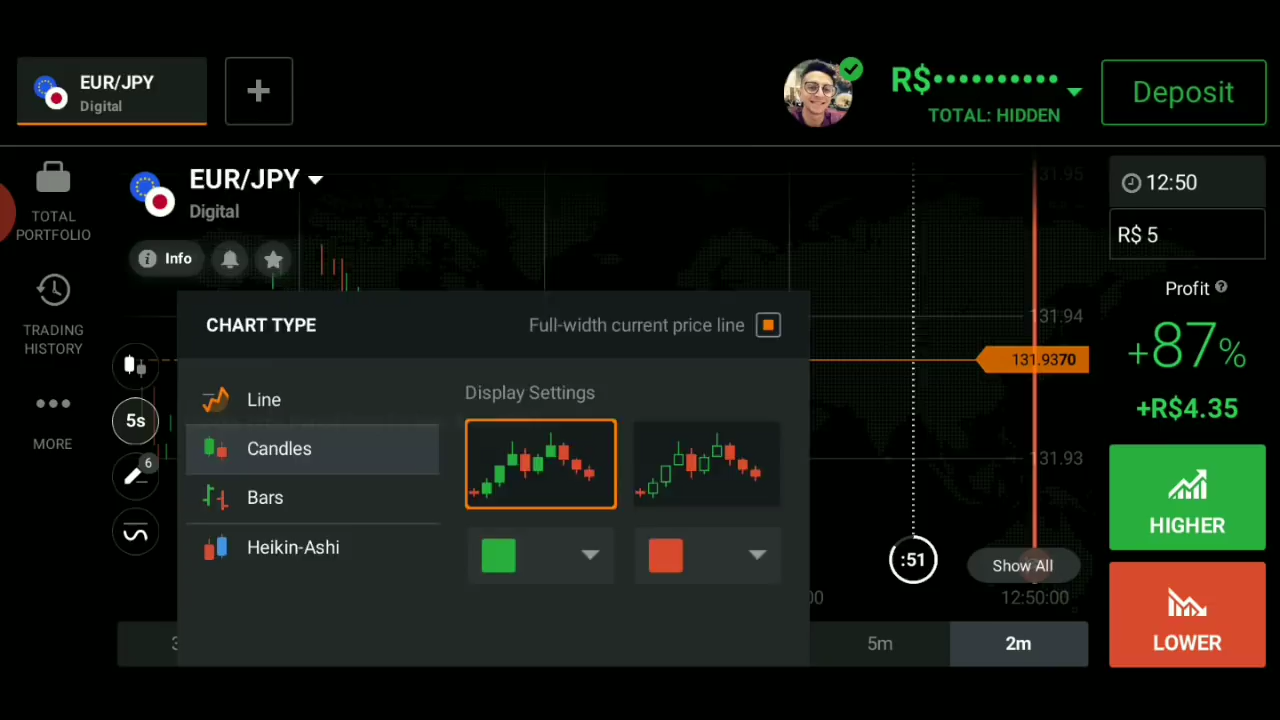 EUR/JPY
Digital
+
R$••••••••••
TOTAL: HIDDEN
Deposit
TOTAL
PORTFOLIO
EUR/JPY
Digital
Info
TRADING
HISTORY
MORE
5s
6
CHART TYPE
Full-width current price line
Line
Candles
Bars
Heikin-Ashi
Display Settings
131.95
131.94
131.9370
131.93
:51
Show All
12:50:00
5m
2m
12:50
R$ 5
Profit ?
+87%
+R$4.35
HIGHER
LOWER